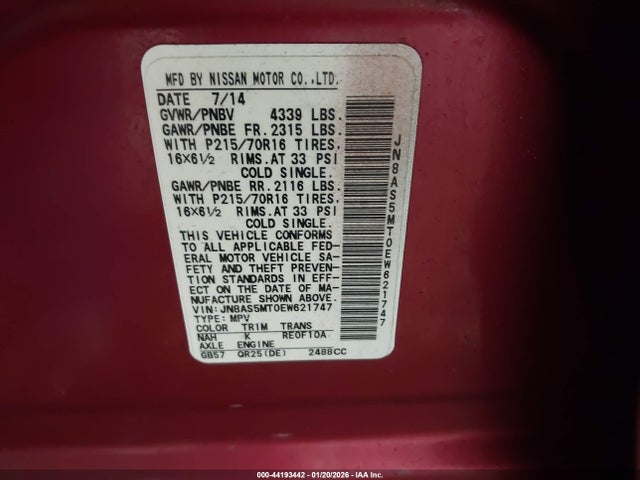 MFD BY NISSAN MOTOR CO.,LTD.
DATE 7/14
GVWR/PNBV 4339 LBS.
GAWR/PNBE FR. 2315 LBS.
WITH P215/70R16 TIRES.
16×6½ RIMS. AT 33 PSI
COLD SINGLE.
GAWR/PNBE RR. 2116 LBS.
WITH P215/70R16 TIRES.
16×6½ RIMS. AT 33 PSI
COLD SINGLE.
THIS VEHICLE CONFORMS
TO ALL APPLICABLE FED-
ERAL MOTOR VEHICLE SA-
FETY AND THEFT PREVEN-
TION STANDARDS IN EFF-
ECT ON THE DATE OF MA-
NUFACTURE SHOWN ABOVE.
VIN: JN8AS5MT0EW621747
TYPE: MPV
COLOR TRIM TRANS
NAH K RE0F10A
AXLE ENGINE
GB57 QR25(DE) 2488CC
JN8AS5MT0EW621747
000-44193442 - 01/20/2026 - IAA Inc.